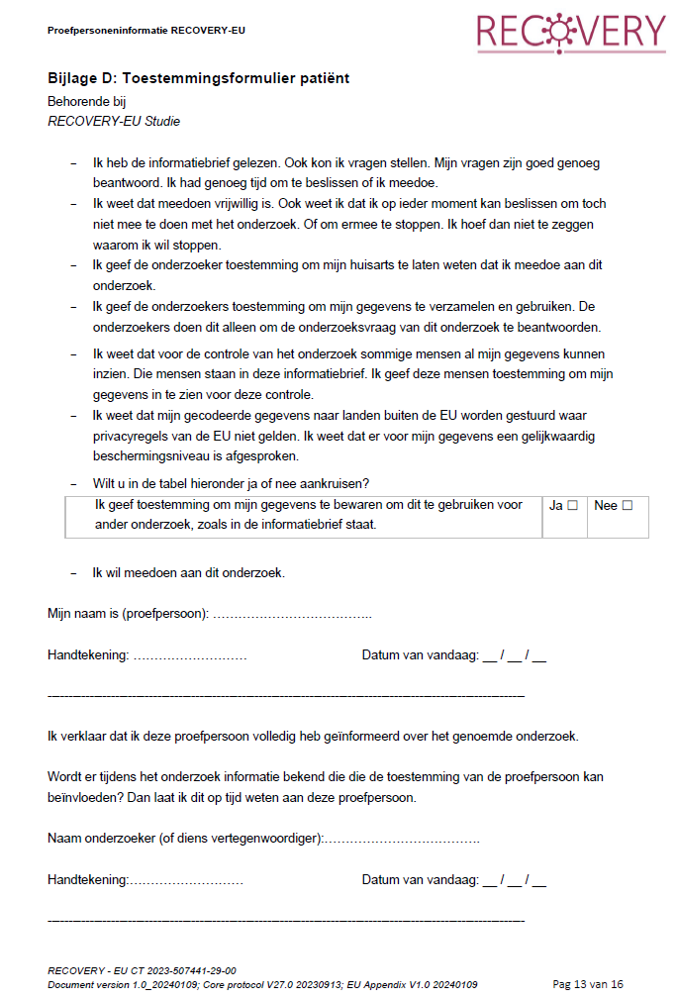 Proefpersoneninformatie RECOVERY-EU
RECOVERY
Bijlage D: Toestemmingsformulier patiënt
Behorende bij
RECOVERY-EU Studie
– Ik heb de informatiebrief gelezen. Ook kon ik vragen stellen. Mijn vragen zijn goed genoeg
beantwoord. Ik had genoeg tijd om te beslissen of ik meedoe.
– Ik weet dat meedoen vrijwillig is. Ook weet ik dat ik op ieder moment kan beslissen om toch
niet mee te doen met het onderzoek. Of om ermee te stoppen. Ik hoef dan niet te zeggen
waarom ik wil stoppen.
– Ik geef de onderzoeker toestemming om mijn huisarts te laten weten dat ik meedoe aan dit
onderzoek.
– Ik geef de onderzoekers toestemming om mijn gegevens te verzamelen en gebruiken. De
onderzoekers doen dit alleen om de onderzoeksvraag van dit onderzoek te beantwoorden.
– Ik weet dat voor de controle van het onderzoek sommige mensen al mijn gegevens kunnen
inzien. Die mensen staan in deze informatiebrief. Ik geef deze mensen toestemming om mijn
gegevens in te zien voor deze controle.
– Ik weet dat mijn gecodeerde gegevens naar landen buiten de EU worden gestuurd waar
privacyregels van de EU niet gelden. Ik weet dat er voor mijn gegevens een gelijkwaardig
beschermingsniveau is afgesproken.
– Wilt u in de tabel hieronder ja of nee aankruisen?
Ik geef toestemming om mijn gegevens te bewaren om dit te gebruiken voor Ja ☐ Nee ☐
ander onderzoek, zoals in de informatiebrief staat.
– Ik wil meedoen aan dit onderzoek.
Mijn naam is (proefpersoon): ………………………………..
Handtekening: ……………………… Datum van vandaag: __ / __ / __
-----------------------------------------------------------------------------------------------------------------
Ik verklaar dat ik deze proefpersoon volledig heb geïnformeerd over het genoemde onderzoek.
Wordt er tijdens het onderzoek informatie bekend die die de toestemming van de proefpersoon kan
beïnvloeden? Dan laat ik dit op tijd weten aan deze proefpersoon.
Naam onderzoeker (of diens vertegenwoordiger):……………………………….
Handtekening:……………………… Datum van vandaag: __ / __ / __
-----------------------------------------------------------------------------------------------------------------
RECOVERY - EU CT 2023-507441-29-00
Document version 1.0_20240109; Core protocol V27.0 20230913; EU Appendix V1.0 20240109 Pag 13 van 16